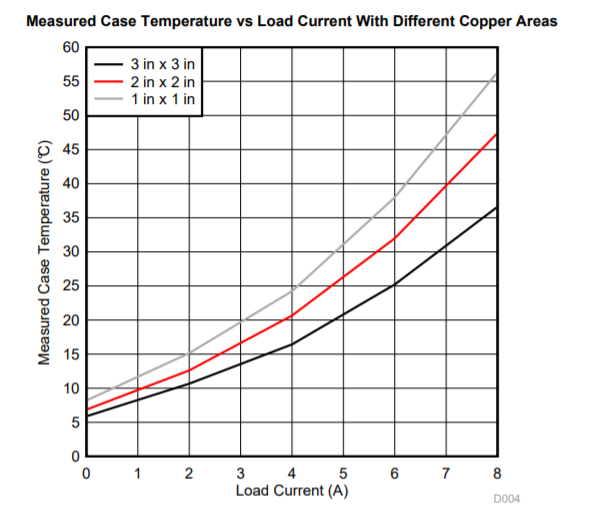 Measured Case Temperature vs Load Current With Different Copper Areas
60
55
50
45
40
35
30
25
20
15
10
5
0
Measured Case Temperature (℃)
3 in x 3 in
2 in x 2 in
1 in x 1 in
0 1 2 3 4 5 6 7 8
Load Current (A)
D004